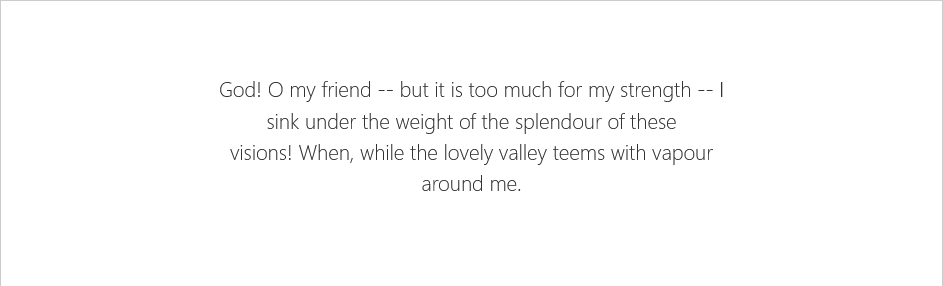 God! O my friend -- but it is too much for my strength -- I
sink under the weight of the splendour of these
visions! When, while the lovely valley teems with vapour
around me.